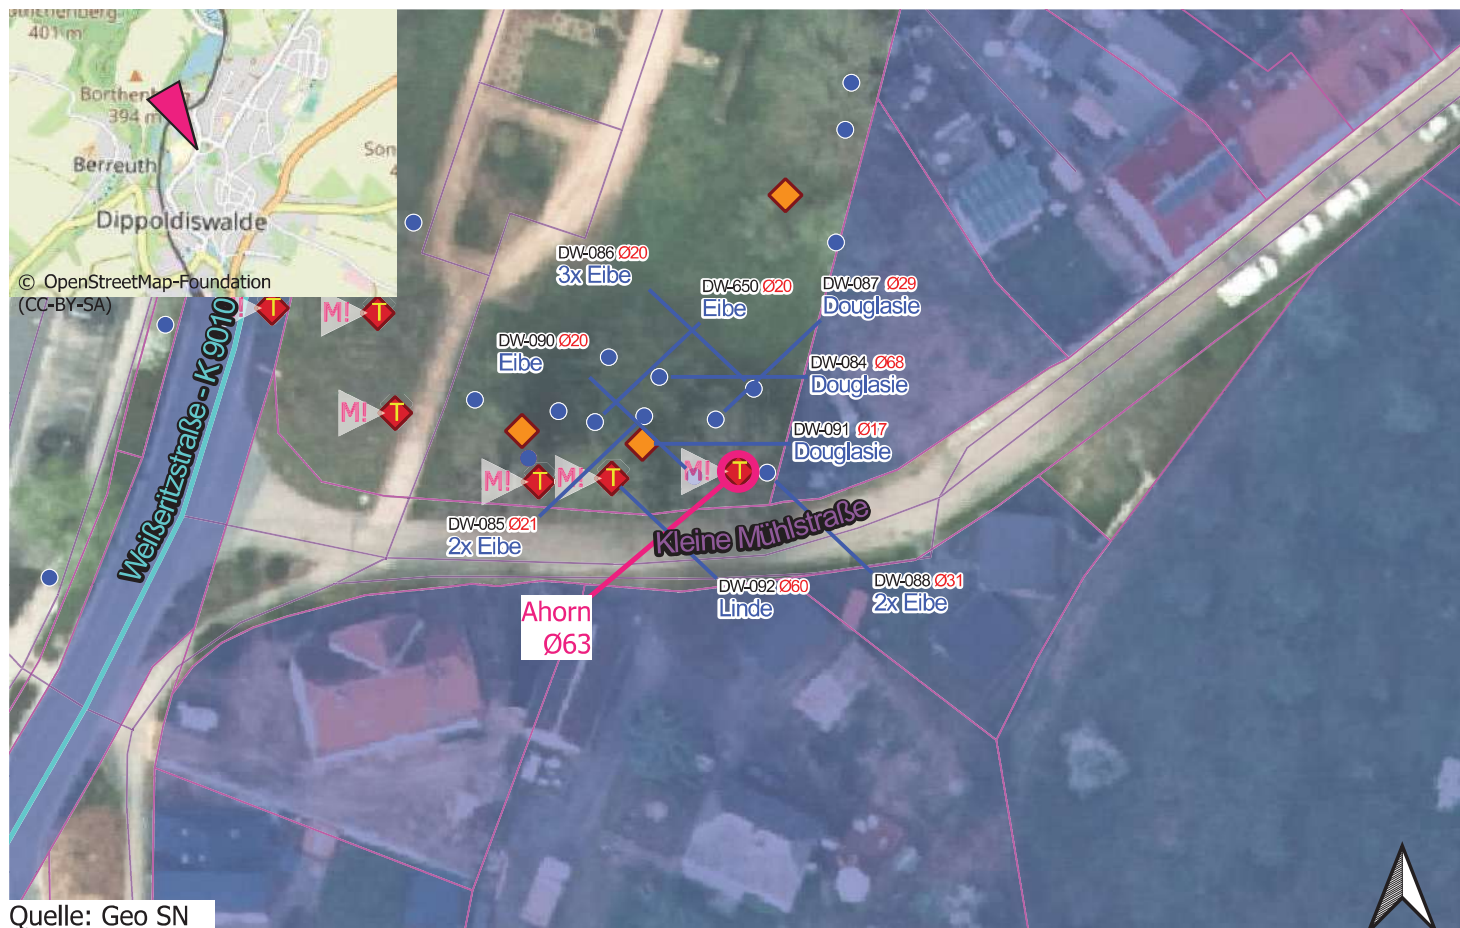 401 m
Borthen
394 m
Berreuth
Son
Dippoldiswalde
© OpenStreetMap-Foundation
(CC-BY-SA)
DW-086 Ø20
3x Eibe
DW-650 Ø20
Eibe
DW-087 Ø29
Douglasie
!
T
M!
T
DW-090 Ø20
Eibe
DW-084 Ø68
Douglasie
M!
T
DW-091 Ø17
Douglasie
M!
T
M!
T
M!
T
Weißeritzstraße - K 9010
DW-085 Ø21
2x Eibe
Kleine Mühlstraße
DW-092 Ø60
Linde
DW-088 Ø31
2x Eibe
Ahorn
Ø63
Quelle: Geo SN